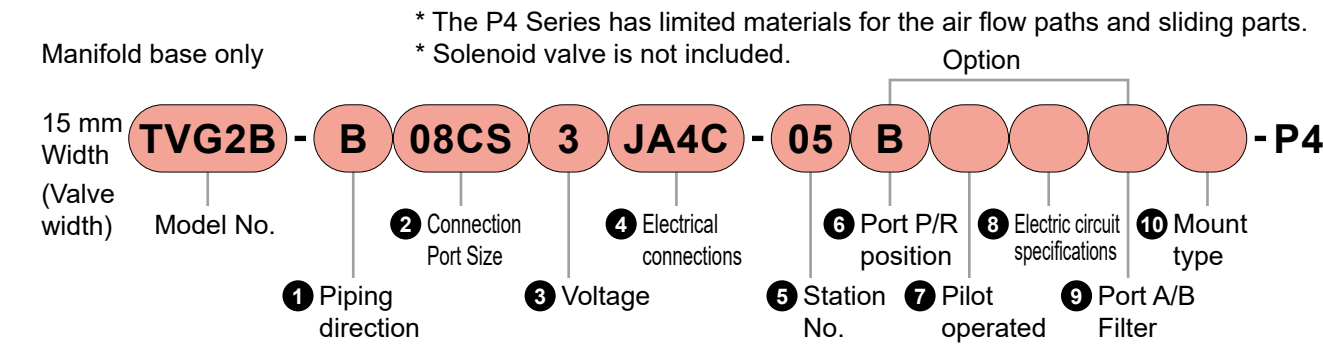 * The P4 Series has limited materials for the air flow paths and sliding parts.
Manifold base only
* Solenoid valve is not included.
Option
15 mm
Width
(Valve
width)
TVG2B - B 08CS 3 JA4C - 05 B - P4
Model No.
2 Connection
Port Size
4 Electrical
connections
6 Port P/R
position
8 Electric circuit
specifications
10 Mount
type
1 Piping
direction
3 Voltage
5 Station
No.
7 Pilot
operated
9 Port A/B
Filter